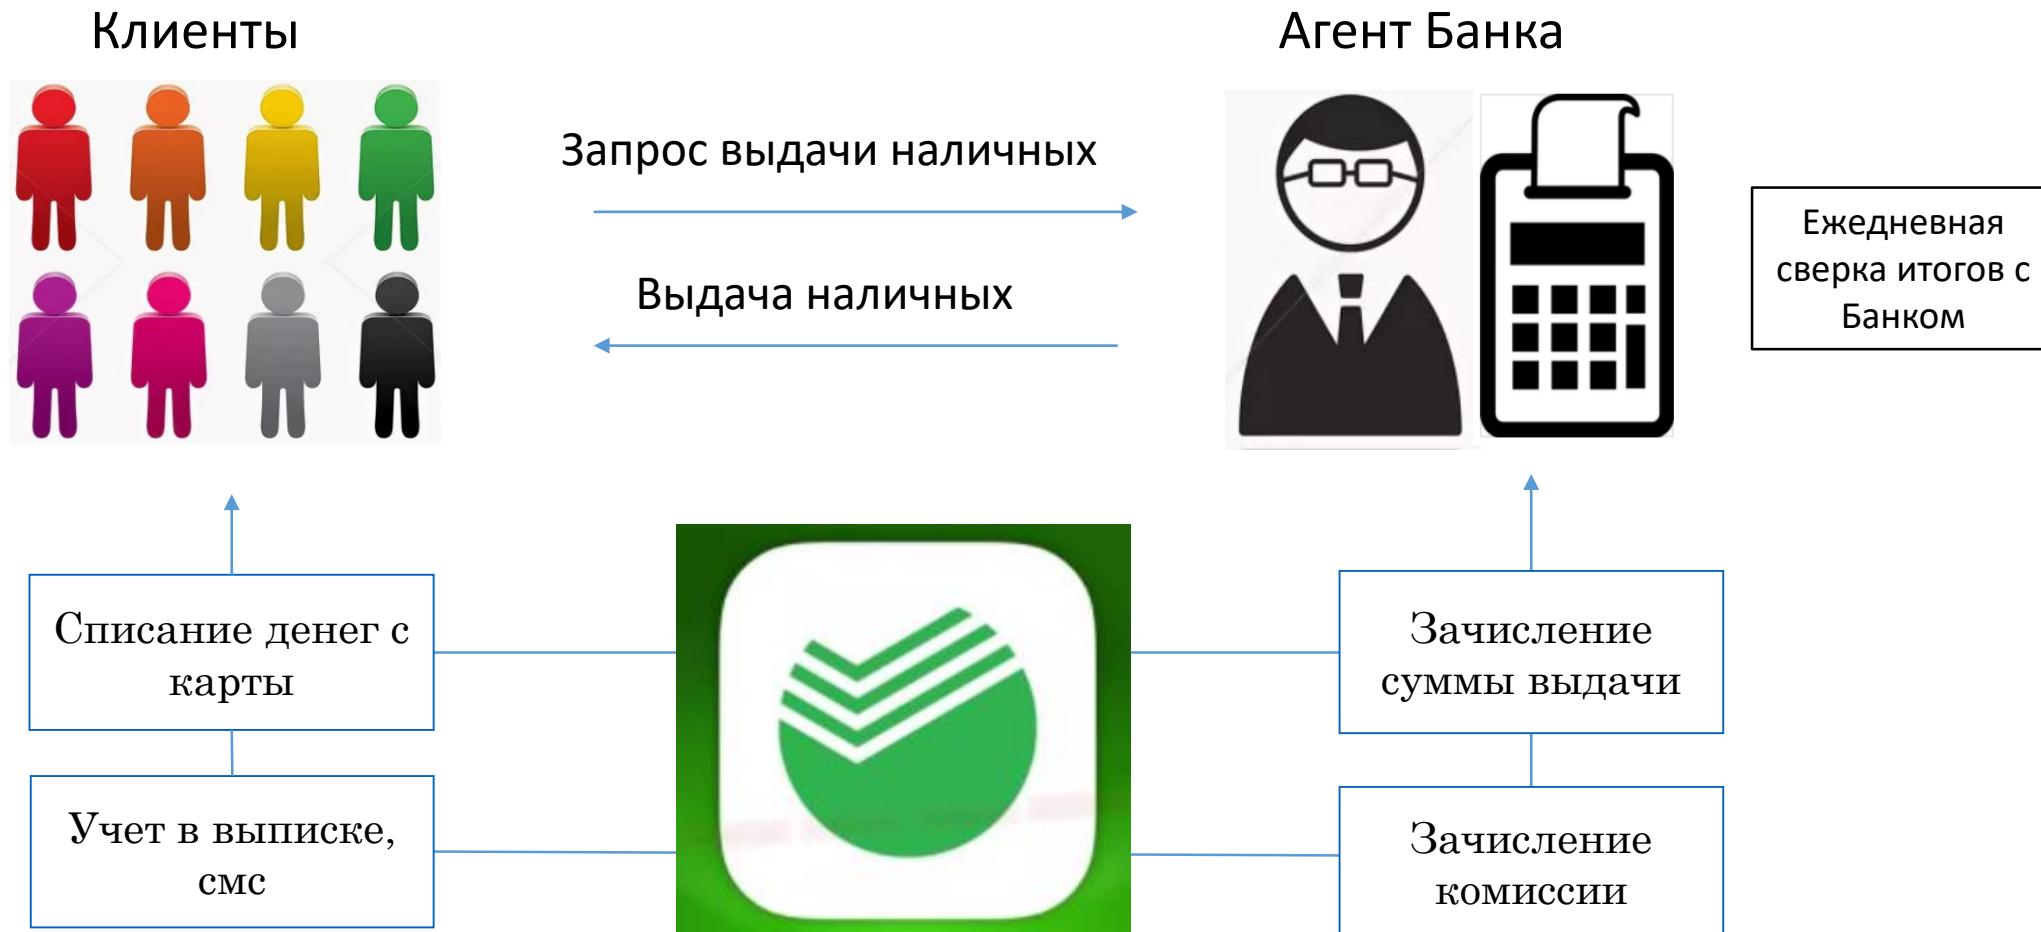 Клиенты
Агент Банка
Запрос выдачи наличных
Выдача наличных
Ежедневная
сверка итогов с
Банком
Списание денег с
карты
Зачисление
суммы выдачи
Учет в выписке,
смс
Зачисление
комиссии